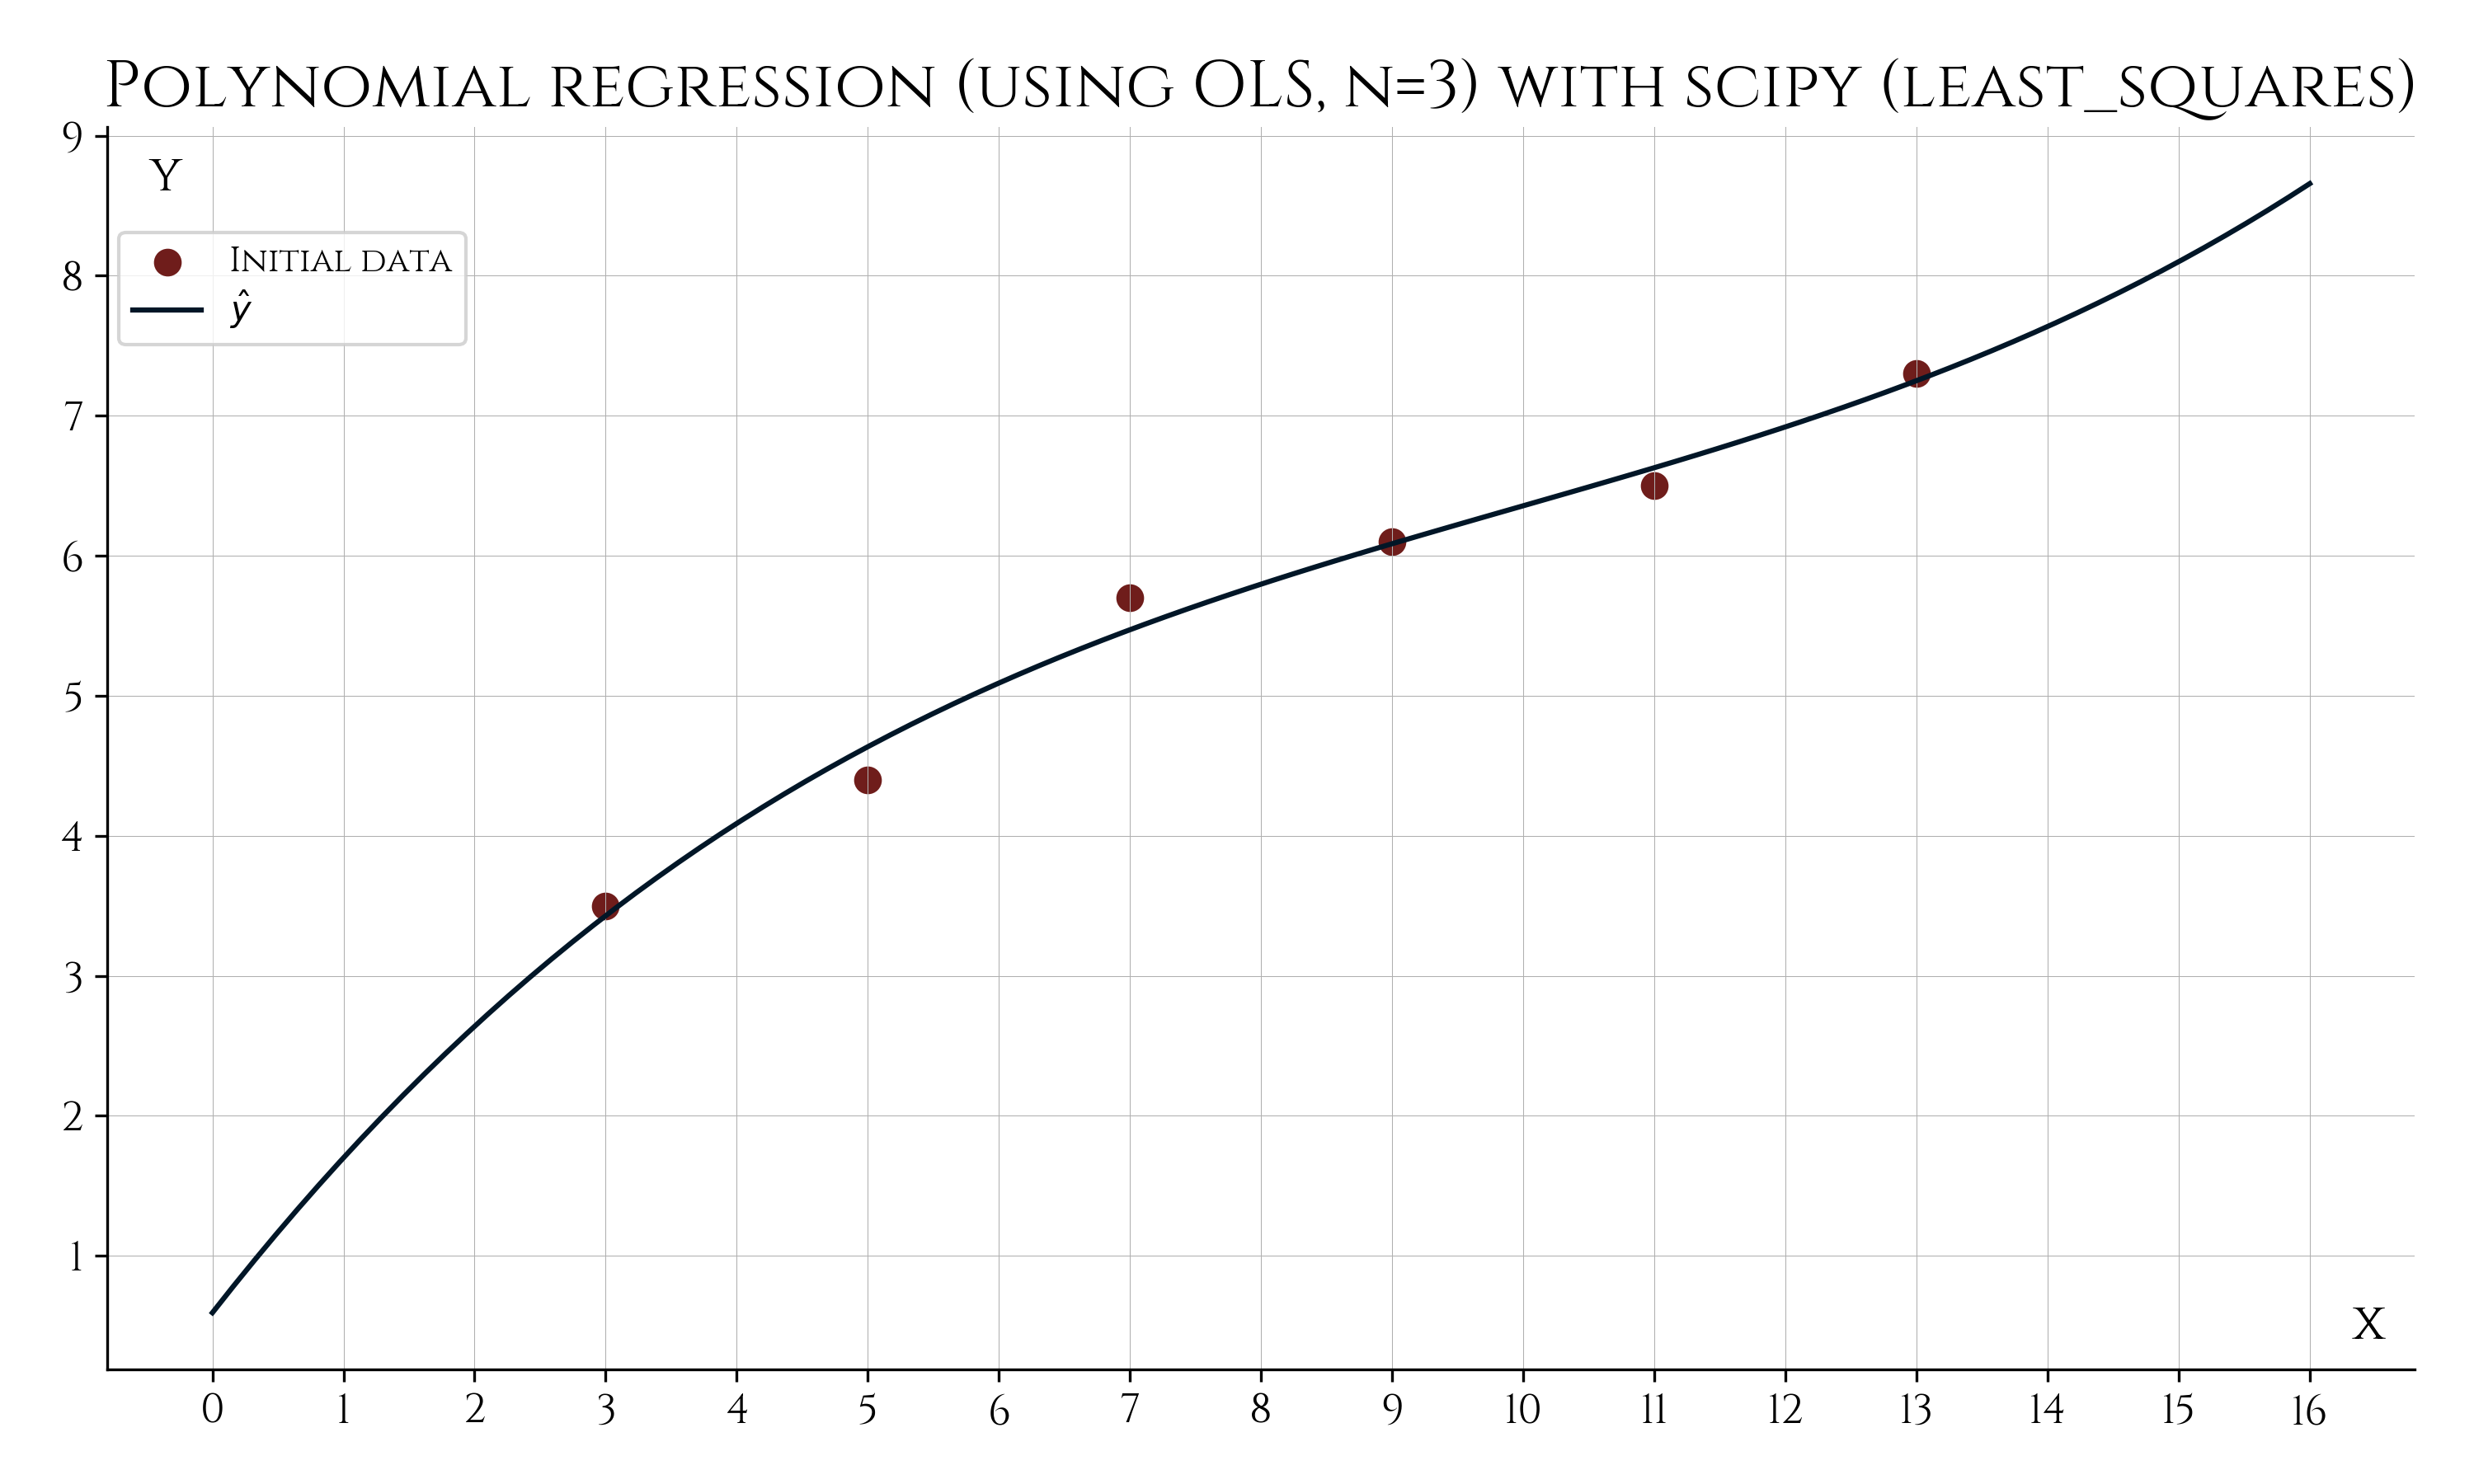 Polynomial regression (using OLS, n=3) with scipy (least_squares)
9
Y
Initial data
8
ŷ
7
6
5
4
3
2
1
X
0 1 2 3 4 5 6 7 8 9 10 11 12 13 14 15 16